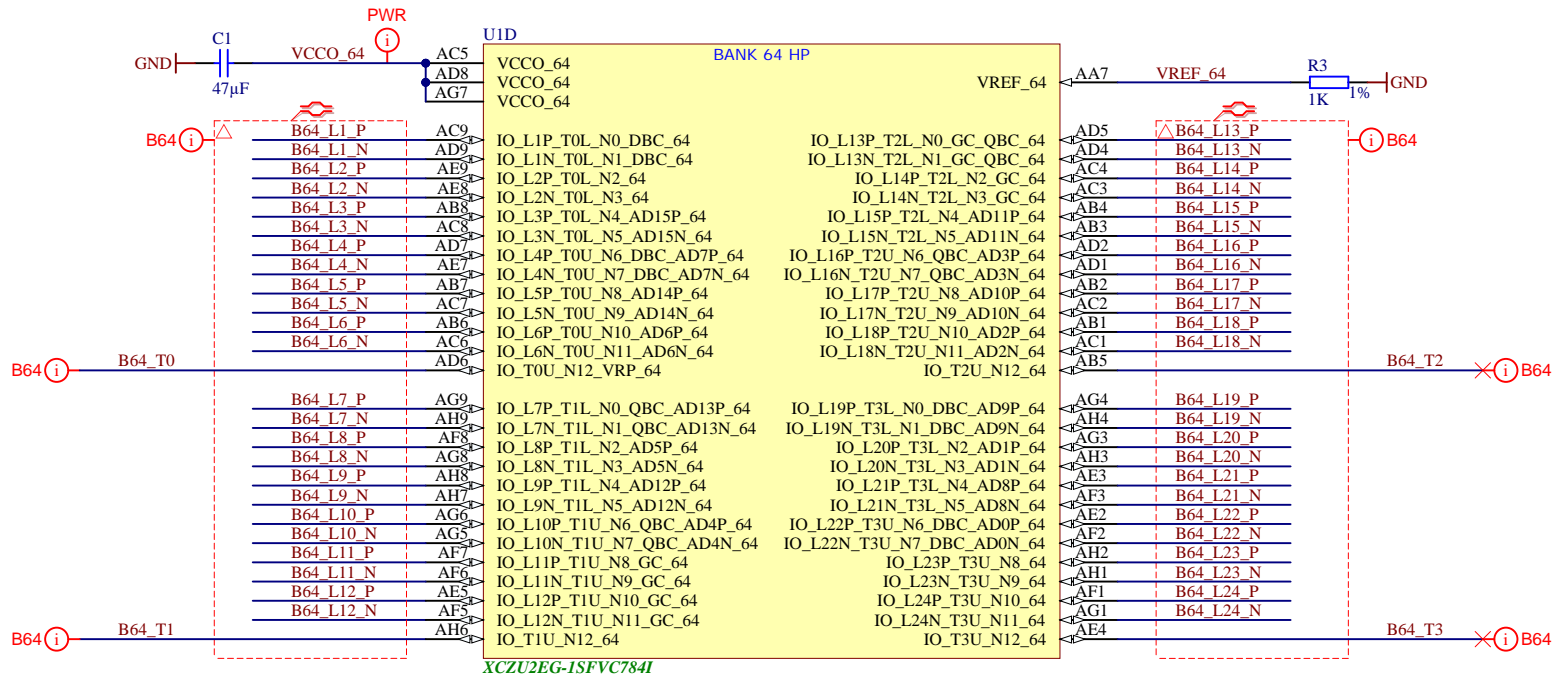 PWR
U1D
BANK 64 HP
C1
GND
47µF
VCCO_64
AC5 VCCO_64
AD8 VCCO_64
AG7 VCCO_64
VREF_64 AA7 VREF_64
R3
1K 1%
GND
B64 i
B64_L1_P AC9 IO_L1P_T0L_N0_DBC_64
B64_L1_N AD9 IO_L1N_T0L_N1_DBC_64
B64_L2_P AE9 IO_L2P_T0L_N2_64
B64_L2_N AE8 IO_L2N_T0L_N3_64
B64_L3_P AB8 IO_L3P_T0L_N4_AD15P_64
B64_L3_N AC8 IO_L3N_T0L_N5_AD15N_64
B64_L4_P AD7 IO_L4P_T0U_N6_DBC_AD7P_64
B64_L4_N AE7 IO_L4N_T0U_N7_DBC_AD7N_64
B64_L5_P AB7 IO_L5P_T0U_N8_AD14P_64
B64_L5_N AC7 IO_L5N_T0U_N9_AD14N_64
B64_L6_P AB6 IO_L6P_T0U_N10_AD6P_64
B64_L6_N AC6 IO_L6N_T0U_N11_AD6N_64
B64 i B64_T0 AD6 IO_T0U_N12_VRP_64
B64_L7_P AG9 IO_L7P_T1L_N0_QBC_AD13P_64
B64_L7_N AH9 IO_L7N_T1L_N1_QBC_AD13N_64
B64_L8_P AF8 IO_L8P_T1L_N2_AD5P_64
B64_L8_N AG8 IO_L8N_T1L_N3_AD5N_64
B64_L9_P AH8 IO_L9P_T1L_N4_AD12P_64
B64_L9_N AH7 IO_L9N_T1L_N5_AD12N_64
B64_L10_P AG6 IO_L10P_T1U_N6_QBC_AD4P_64
B64_L10_N AG5 IO_L10N_T1U_N7_QBC_AD4N_64
B64_L11_P AF7 IO_L11P_T1U_N8_GC_64
B64_L11_N AF6 IO_L11N_T1U_N9_GC_64
B64_L12_P AE5 IO_L12P_T1U_N10_GC_64
B64_L12_N AF5 IO_L12N_T1U_N11_GC_64
B64 i B64_T1 AH6 IO_T1U_N12_64
IO_L13P_T2L_N0_GC_QBC_64 AD5 B64_L13_P
i B64
IO_L13N_T2L_N1_GC_QBC_64 AD4 B64_L13_N
IO_L14P_T2L_N2_GC_64 AC4 B64_L14_P
IO_L14N_T2L_N3_GC_64 AC3 B64_L14_N
IO_L15P_T2L_N4_AD11P_64 AB4 B64_L15_P
IO_L15N_T2L_N5_AD11N_64 AB3 B64_L15_N
IO_L16P_T2U_N6_QBC_AD3P_64 AD2 B64_L16_P
IO_L16N_T2U_N7_QBC_AD3N_64 AD1 B64_L16_N
IO_L17P_T2U_N8_AD10P_64 AB2 B64_L17_P
IO_L17N_T2U_N9_AD10N_64 AC2 B64_L17_N
IO_L18P_T2U_N10_AD2P_64 AB1 B64_L18_P
IO_L18N_T2U_N11_AD2N_64 AC1 B64_L18_N
IO_T2U_N12_64 AB5 B64_T2 i B64
IO_L19P_T3L_N0_DBC_AD9P_64 AG4 B64_L19_P
IO_L19N_T3L_N1_DBC_AD9N_64 AH4 B64_L19_N
IO_L20P_T3L_N2_AD1P_64 AG3 B64_L20_P
IO_L20N_T3L_N3_AD1N_64 AH3 B64_L20_N
IO_L21P_T3L_N4_AD8P_64 AE3 B64_L21_P
IO_L21N_T3L_N5_AD8N_64 AF3 B64_L21_N
IO_L22P_T3U_N6_DBC_AD0P_64 AE2 B64_L22_P
IO_L22N_T3U_N7_DBC_AD0N_64 AF2 B64_L22_N
IO_L23P_T3U_N8_64 AH2 B64_L23_P
IO_L23N_T3U_N9_64 AH1 B64_L23_N
IO_L24P_T3U_N10_64 AF1 B64_L24_P
IO_L24N_T3U_N11_64 AG1 B64_L24_N
IO_T3U_N12_64 AE4 B64_T3 i B64
XCZU2EG-1SFVC784I